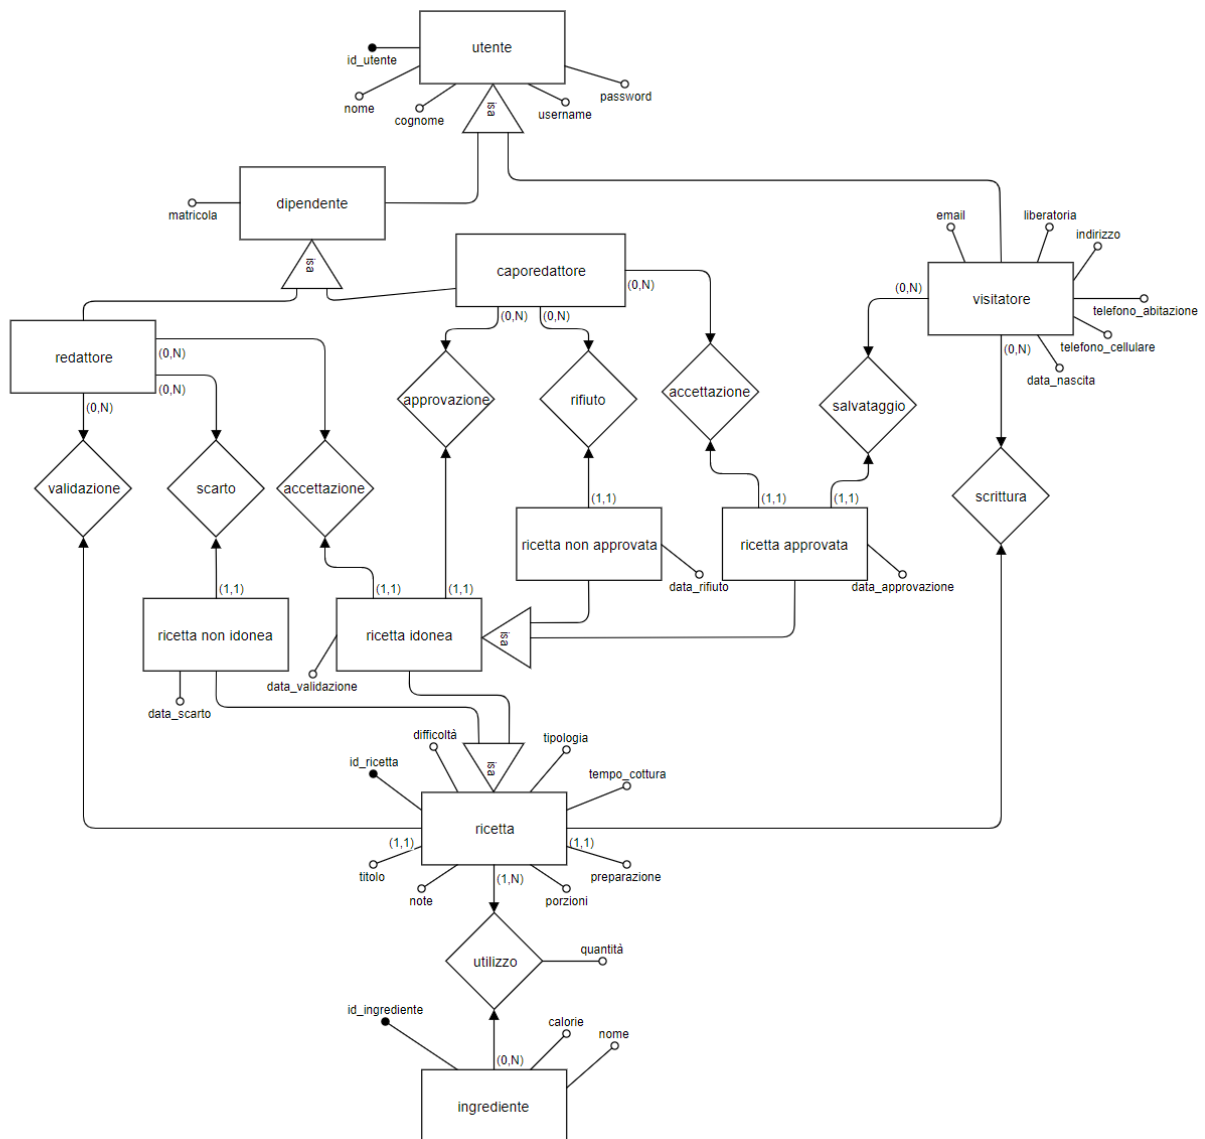 utente
id_utente
nome
cognome
username
password
isa
dipendente
matricola
isa
caporedattore
(0,N)
(0,N)
(0,N)
email
liberatoria
indirizzo
visitatore
(0,N)
telefono_abitazione
telefono_cellulare
data_nascita
(0,N)
redattore
(0,N)
(0,N)
(0,N)
approvazione
rifiuto
accettazione
salvataggio
validazione
scarto
accettazione
scrittura
(1,1)
(1,1)
(1,1)
ricetta non approvata
ricetta approvata
data_rifiuto
data_approvazione
(1,1)
(1,1)
(1,1)
ricetta non idonea
ricetta idonea
isa
data_validazione
data_scarto
difficoltà
tipologia
id_ricetta
isa
tempo_cottura
ricetta
(1,1)
(1,1)
titolo
note
(1,N)
porzioni
preparazione
utilizzo
quantità
id_ingrediente
calorie
nome
(0,N)
ingrediente